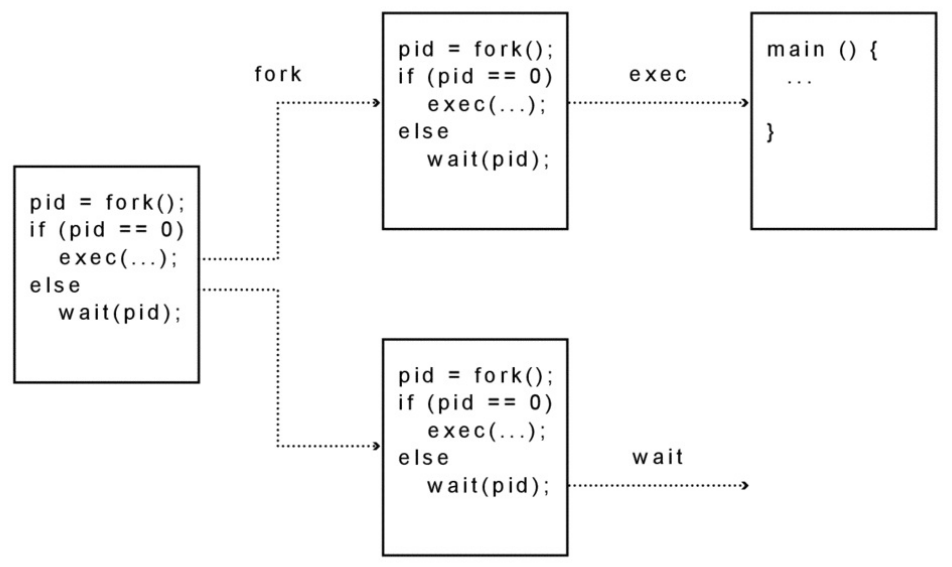 fork
pid = fork();
if (pid == 0)
exec(...);
else
wait(pid);
exec
main () {
...
}
pid = fork();
if (pid == 0)
exec(...);
else
wait(pid);
pid = fork();
if (pid == 0)
exec(...);
else
wait(pid);
wait